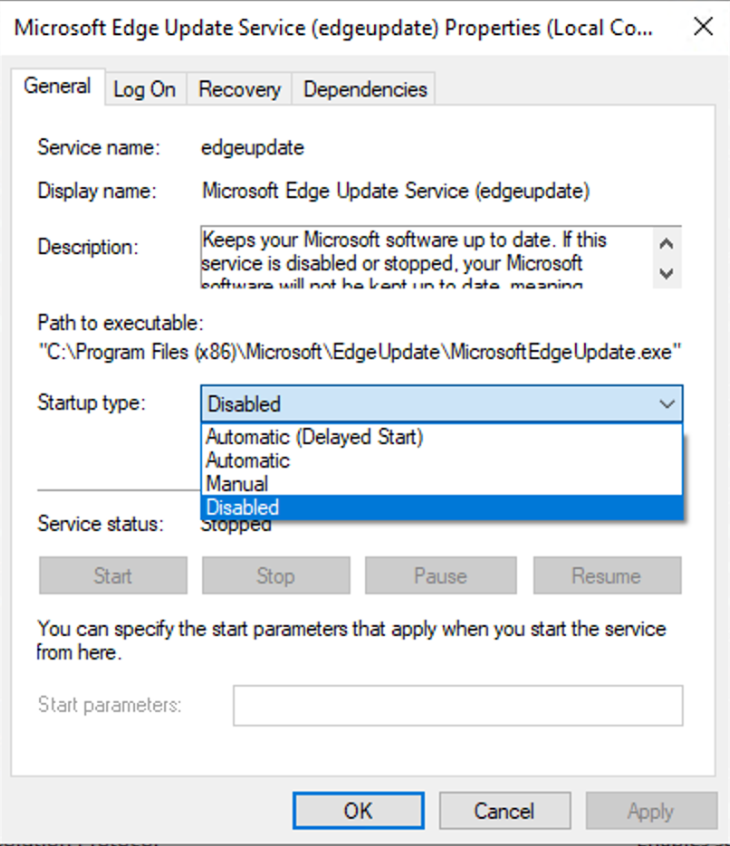 Microsoft Edge Update Service (edgeupdate) Properties (Local Co...
General
Log On
Recovery
Dependencies
Service name: edgeupdate
Display name: Microsoft Edge Update Service (edgeupdate)
Description: Keeps your Microsoft software up to date. If this
service is disabled or stopped, your Microsoft
software will not be kept up to date, meaning
Path to executable:
"C:\Program Files (x86)\Microsoft\EdgeUpdate\MicrosoftEdgeUpdate.exe"
Startup type: Disabled
Automatic (Delayed Start)
Automatic
Manual
Disabled
Service status: Stopped
Start Stop Pause Resume
You can specify the start parameters that apply when you start the service
from here.
Start parameters:
OK Cancel Apply